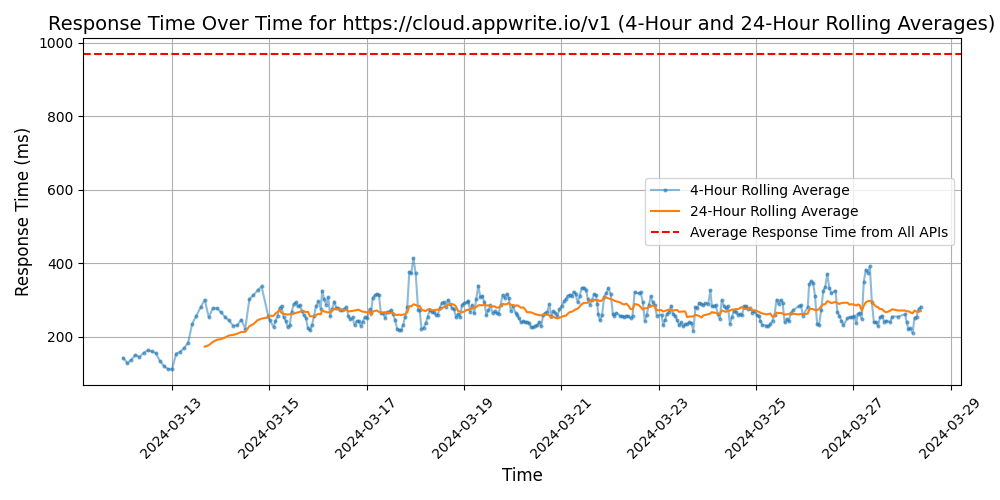 Response Time Over Time for https://cloud.appwrite.io/v1 (4-Hour and 24-Hour Rolling Averages)
Response Time (ms)
1000
800
600
400
200
4-Hour Rolling Average
24-Hour Rolling Average
Average Response Time from All APIs
2024-03-13
2024-03-15
2024-03-17
2024-03-19
2024-03-21
2024-03-23
2024-03-25
2024-03-27
2024-03-29
Time